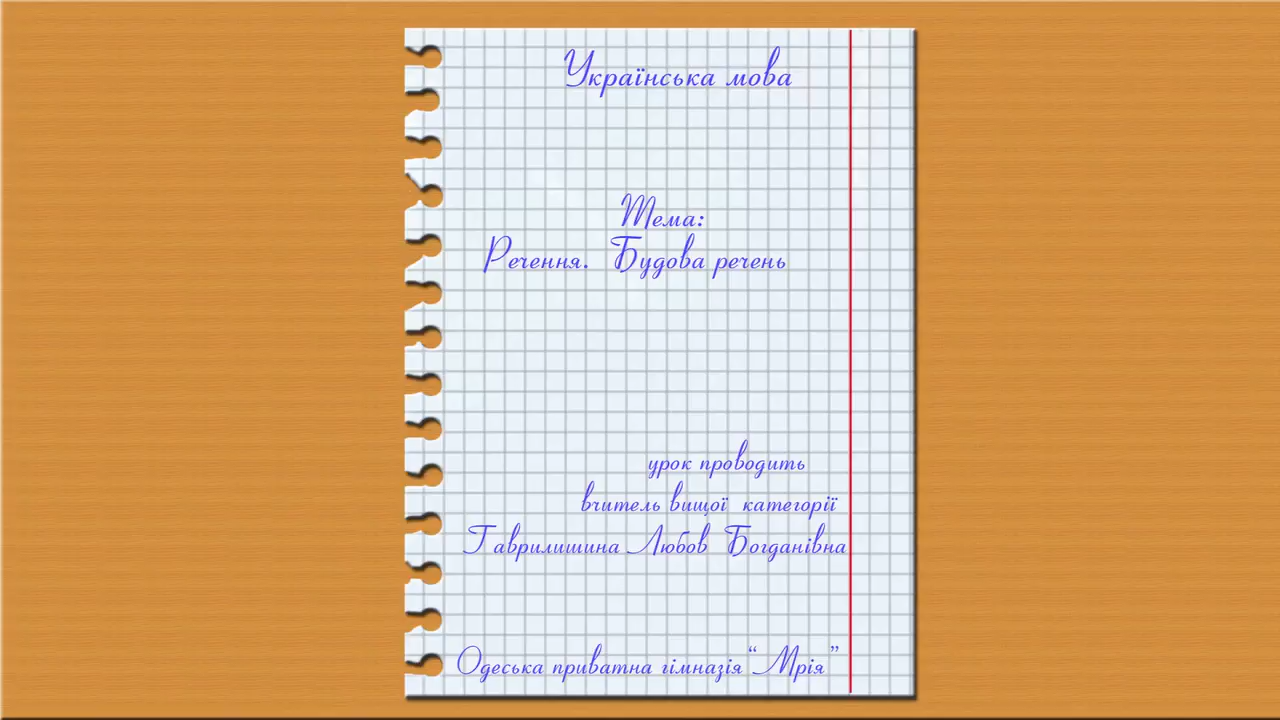 Українська мова
Тема:
Речення. Будова речень
урок проводить
вчитель вищої категорії
Гаврилишина Любов Богданівна
Одеська приватна гімназія “Мрія”